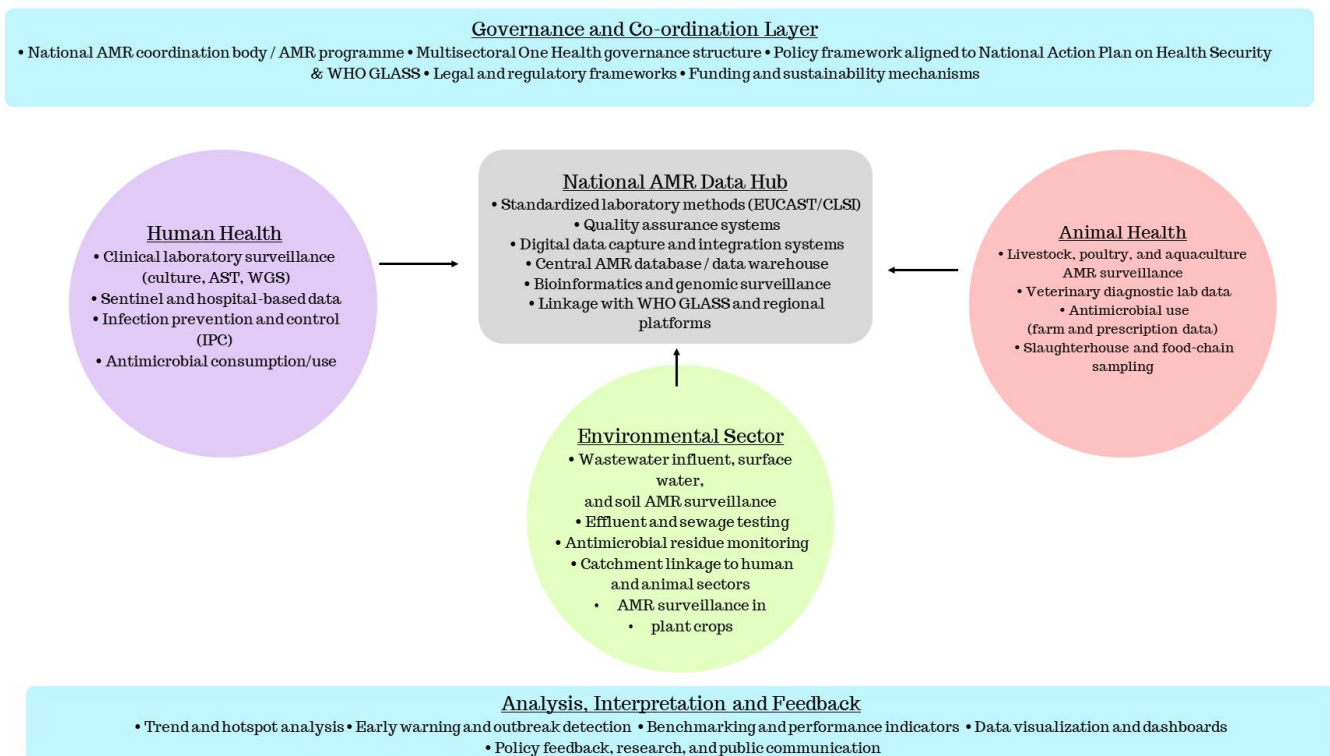 Governance and Co-ordination Layer
• National AMR coordination body / AMR programme • Multisectoral One Health governance structure • Policy framework aligned to National Action Plan on Health Security
& WHO GLASS • Legal and regulatory frameworks • Funding and sustainability mechanisms
Human Health
• Clinical laboratory surveillance
(culture, AST, WGS)
• Sentinel and hospital-based data
• Infection prevention and control
(IPC)
• Antimicrobial consumption/use
National AMR Data Hub
• Standardized laboratory methods (EUCAST/CLSI)
• Quality assurance systems
• Digital data capture and integration systems
• Central AMR database / data warehouse
• Bioinformatics and genomic surveillance
• Linkage with WHO GLASS and regional
platforms
Animal Health
• Livestock, poultry, and aquaculture
AMR surveillance
• Veterinary diagnostic lab data
• Antimicrobial use
(farm and prescription data)
• Slaughterhouse and food-chain
sampling
Environmental Sector
• Wastewater influent, surface
water,
and soil AMR surveillance
• Effluent and sewage testing
• Antimicrobial residue monitoring
• Catchment linkage to human
and animal sectors
• AMR surveillance in
• plant crops
Analysis, Interpretation and Feedback
• Trend and hotspot analysis • Early warning and outbreak detection • Benchmarking and performance indicators • Data visualization and dashboards
• Policy feedback, research, and public communication